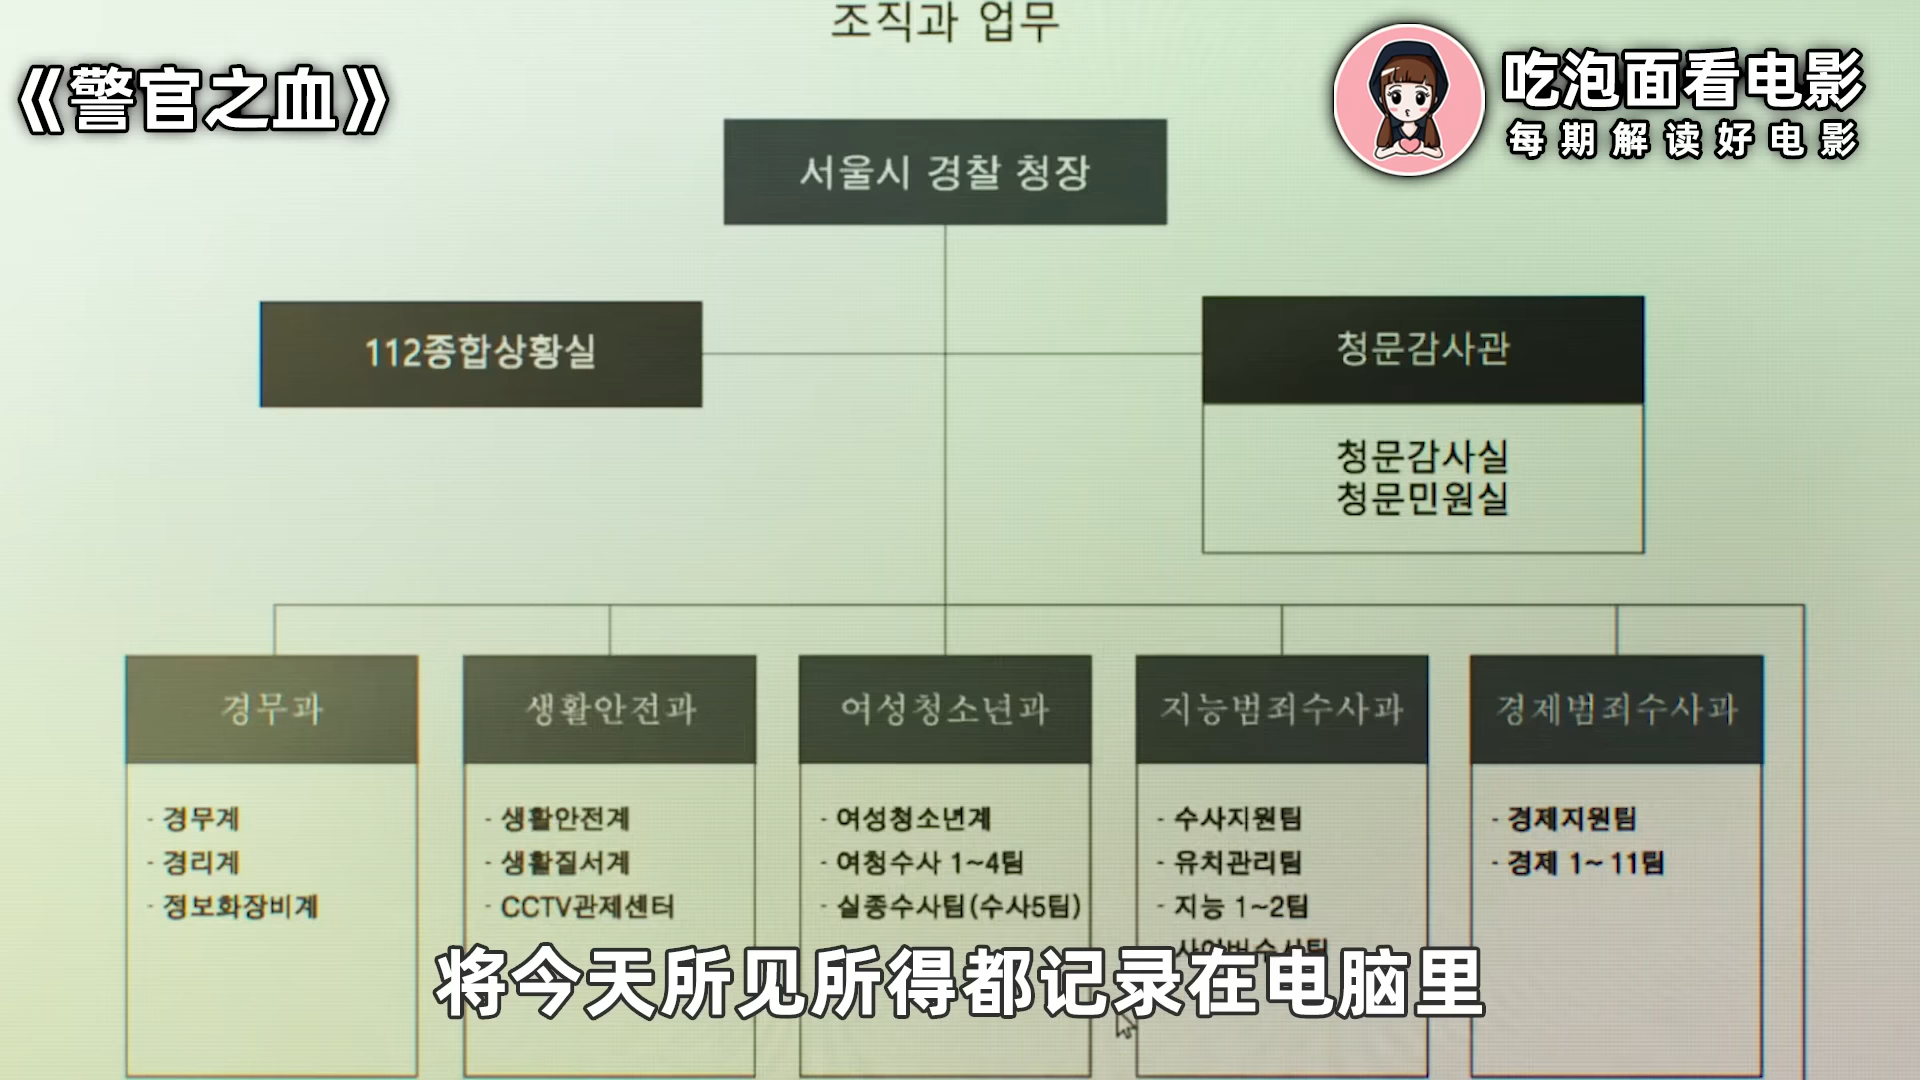 조직과 업무
《警官之血》
吃泡面看电影
每期解读好电影
서울시 경찰 청장
112종합상황실
청문감사관
청문감사실
청문민원실
경무과
- 경무계
- 경리계
- 정보화장비계
생활안전과
- 생활안전계
- 생활질서계
- CCTV관제센터
여성청소년과
- 여성청소년계
- 여청수사 1~4팀
- 실종수사팀(수사5팀)
지능범죄수사과
- 수사지원팀
- 유치관리팀
- 지능 1~2팀
- 사이버수사팀
경제범죄수사과
- 경제지원팀
- 경제 1~11팀
将今天所见所得都记录在电脑里